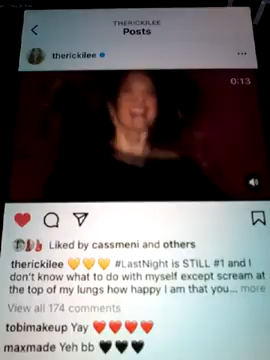 THERICKILEE
Posts
therickilee
0:13
Liked by cassmeni and others
therickilee 💛💛💛 #LastNight is STILL #1 and I
don't know what to do with myself except scream at
the top of my lungs how happy I am that you... more
View all 174 comments
tobimakeup Yay ❤️❤️❤️❤️
maxmade Yeh bb 🖤🖤🖤